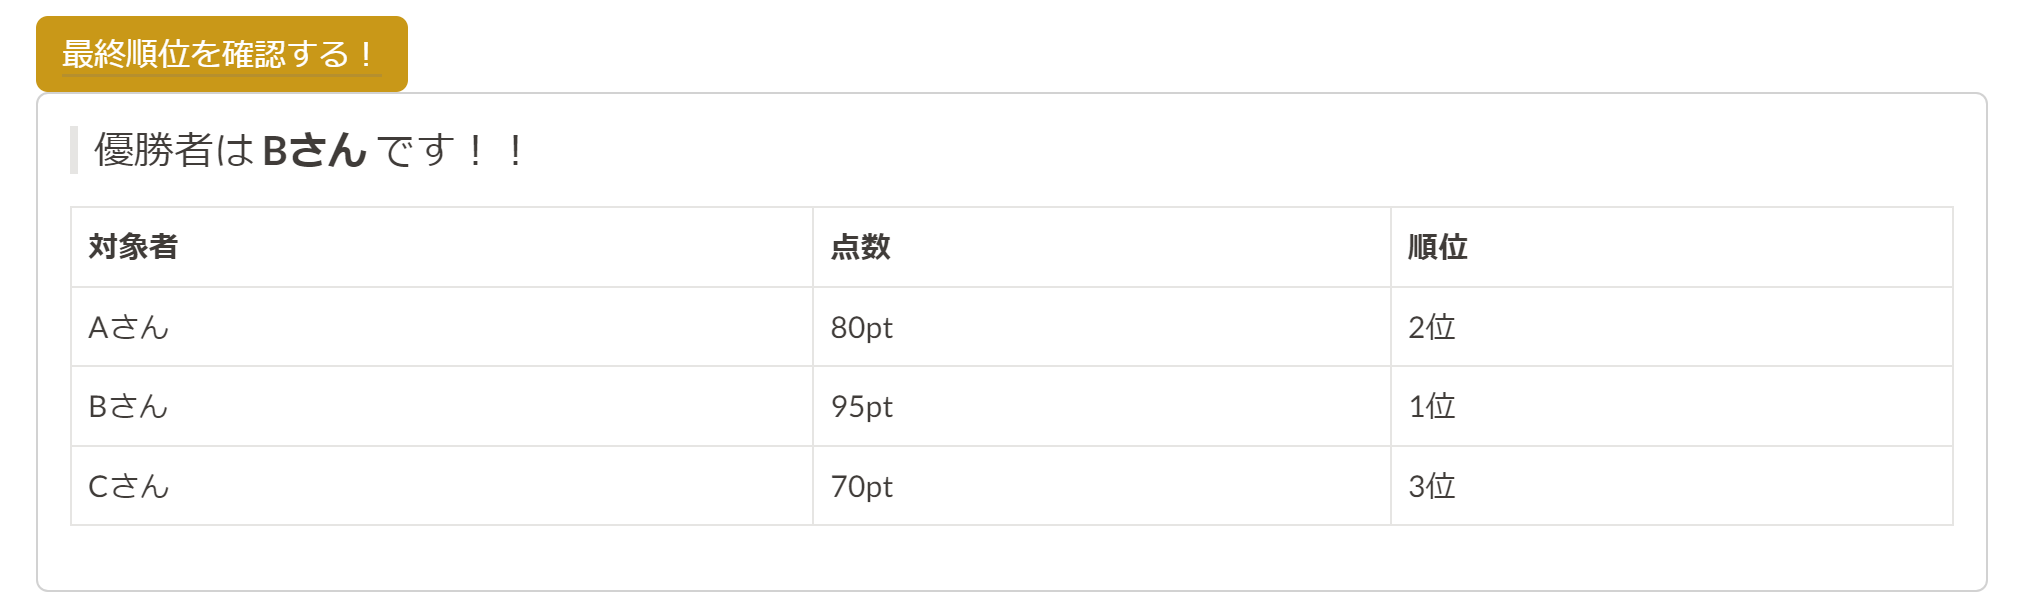 最終順位を確認する！
優勝者は Bさん です！！
対象者 点数 順位
Aさん 80pt 2位
Bさん 95pt 1位
Cさん 70pt 3位